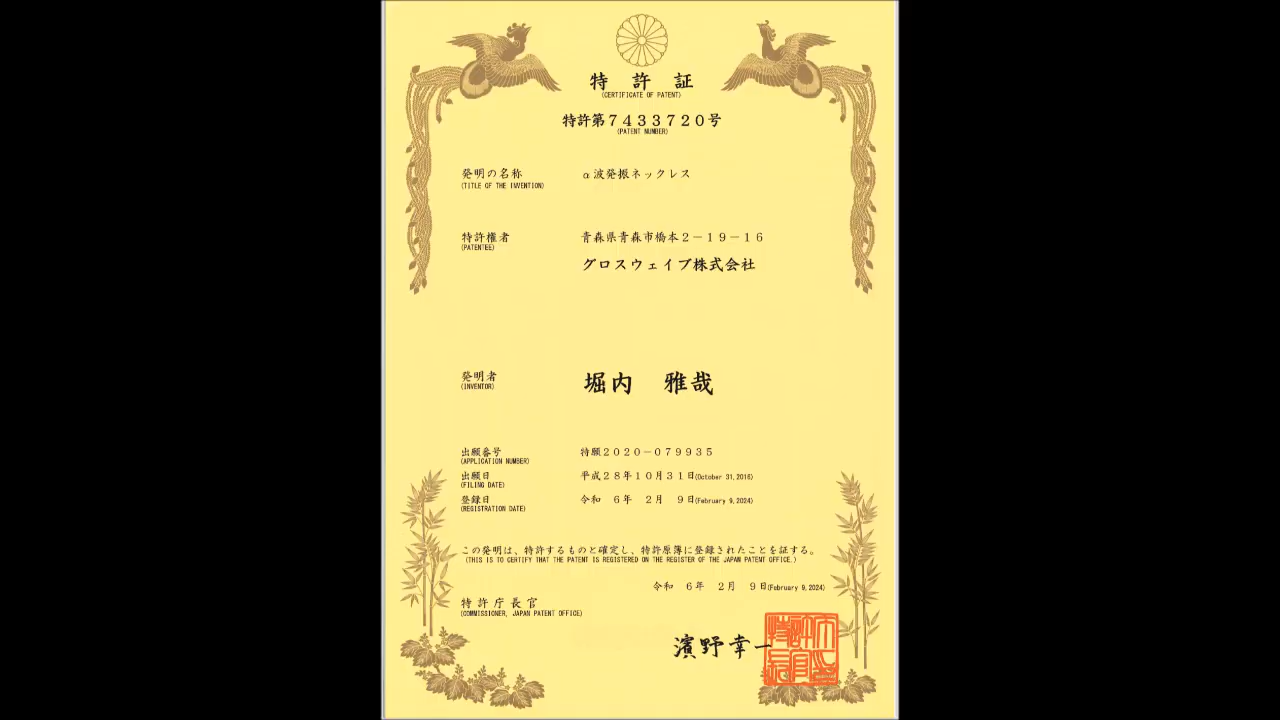 特許証
(CERTIFICATE OF PATENT)
特許第7433720号
(PATENT NUMBER)
発明の名称 α波発振ネックレス
(TITLE OF THE INVENTION)
特許権者 青森県青森市橋本2-19-16
(PATENTEE)
グロスウェイブ株式会社
発明者 堀内 雅哉
(INVENTOR)
出願番号 特願2020-079935
(APPLICATION NUMBER)
出願日 平成28年10月31日(October 31,2016)
(FILING DATE)
登録日 令和 6年 2月 9日(February 9,2024)
(REGISTRATION DATE)
この発明は、特許するものと確定し、特許原簿に登録されたことを証する。
(THIS IS TO CERTIFY THAT THE PATENT IS REGISTERED ON THE REGISTER OF THE JAPAN PATENT OFFICE.)
令和 6年 2月 9日(February 9,2024)
特許庁長官
(COMMISSIONER, JAPAN PATENT OFFICE)
濱野幸一